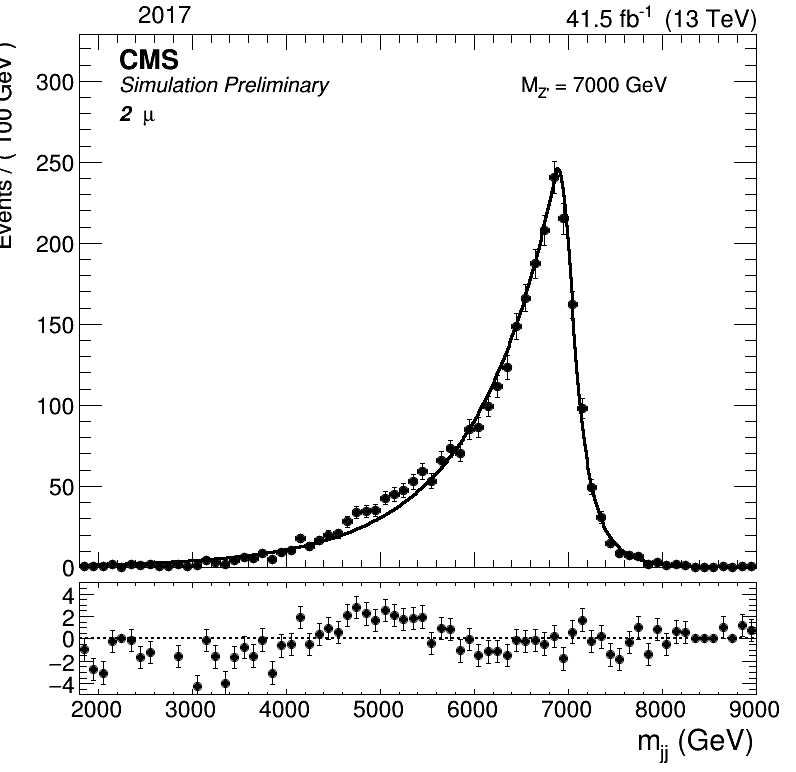 2017
41.5 fb⁻¹ (13 TeV)
CMS
Simulation Preliminary
2 μ
M_Z' = 7000 GeV
Events / ( 100 GeV )
300
250
200
150
100
50
0
4
2
0
−2
−4
2000 3000 4000 5000 6000 7000 8000 9000
m_jj (GeV)